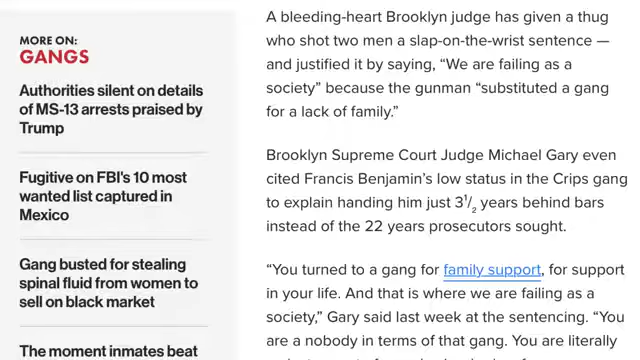 MORE ON:
GANGS
Authorities silent on details
of MS-13 arrests praised by
Trump
Fugitive on FBI's 10 most
wanted list captured in
Mexico
Gang busted for stealing
spinal fluid from women to
sell on black market
The moment inmates beat
A bleeding-heart Brooklyn judge has given a thug
who shot two men a slap-on-the-wrist sentence —
and justified it by saying, “We are failing as a
society” because the gunman “substituted a gang
for a lack of family.”
Brooklyn Supreme Court Judge Michael Gary even
cited Francis Benjamin’s low status in the Crips gang
to explain handing him just 3¹/₂ years behind bars
instead of the 22 years prosecutors sought.
“You turned to a gang for family support, for support
in your life. And that is where we are failing as a
society,” Gary said last week at the sentencing. “You
are a nobody in terms of that gang. You are literally